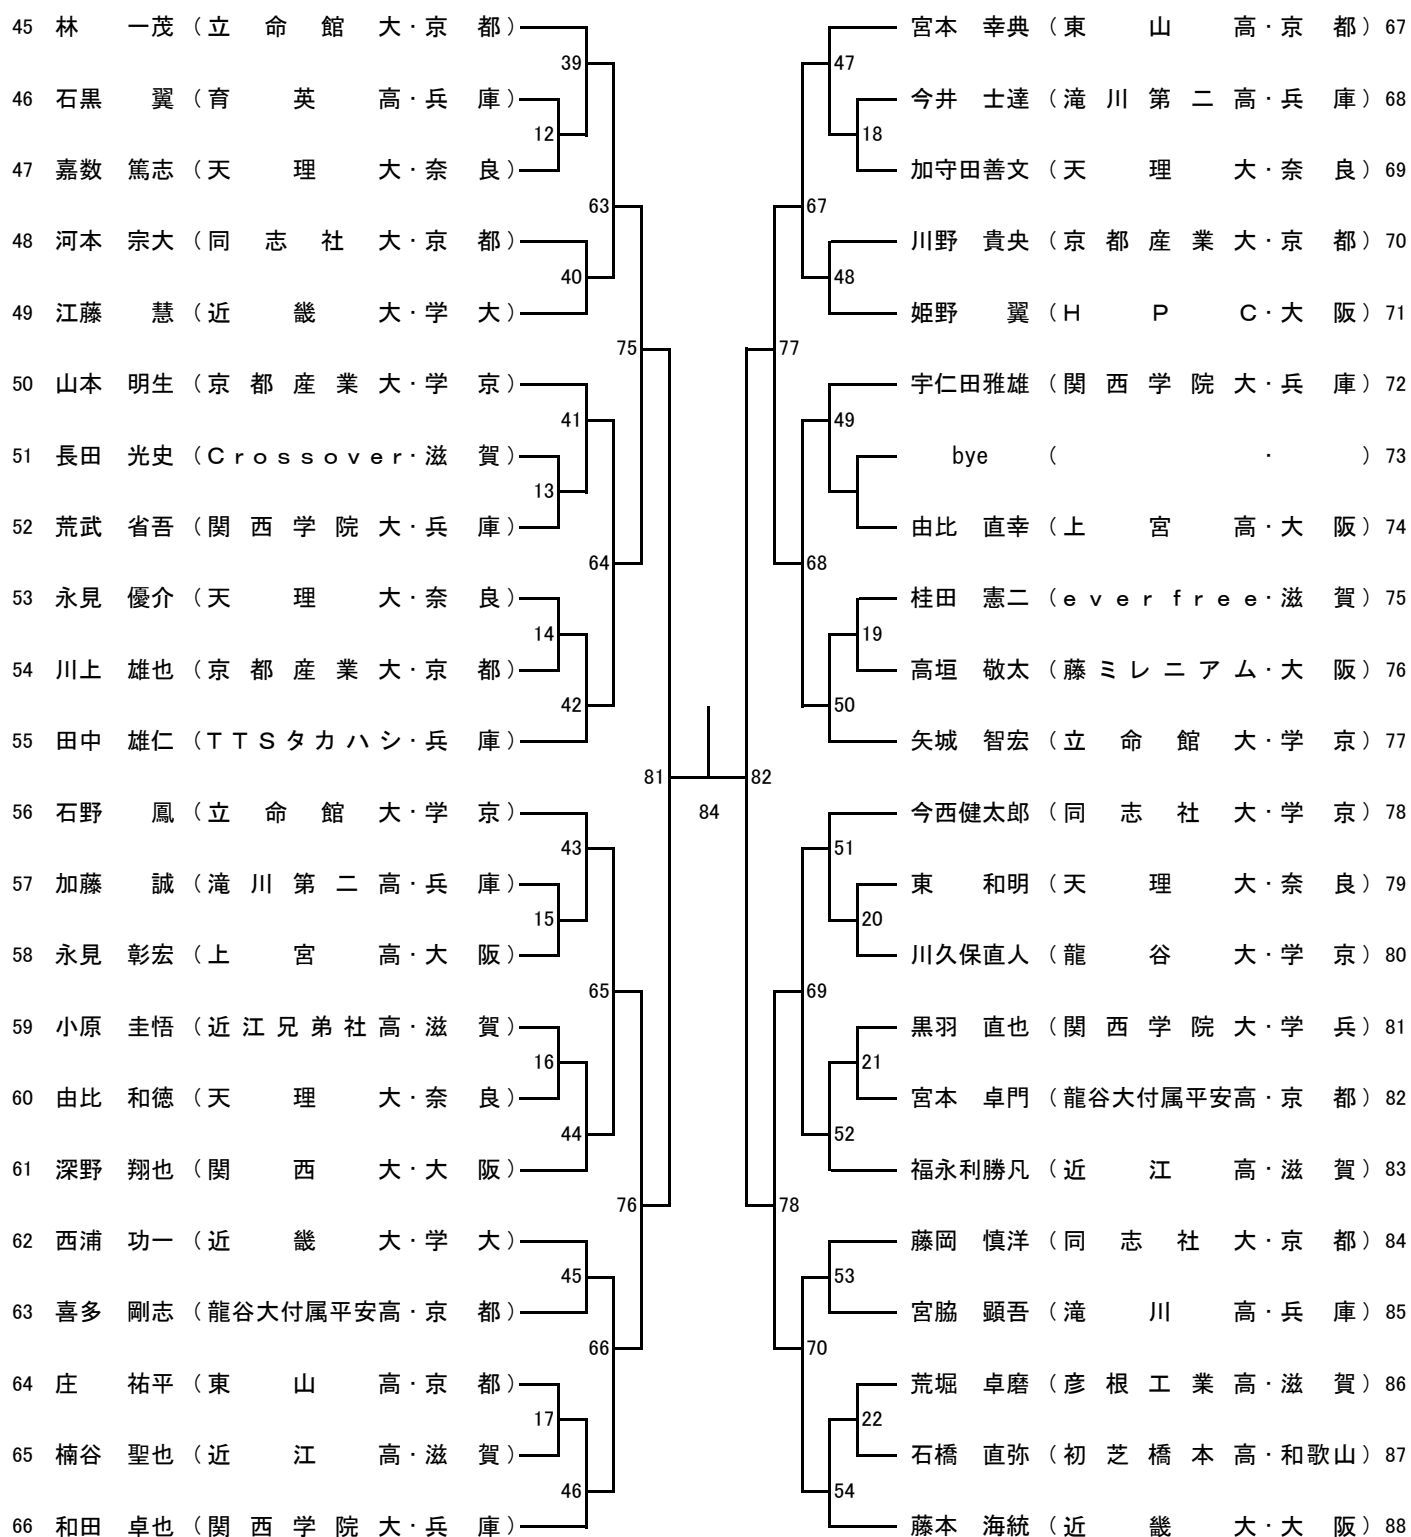 45 林 一茂 (立命館大・京都)
39
46 石黒 翼 (育英高・兵庫)
12
47 嘉数 篤志 (天理大・奈良)
63
48 河本 宗大 (同志社大・京都)
40
49 江藤 慧 (近畿大・学大)
75
50 山本 明生 (京都産業大・学京)
41
51 長田 光史 (Crossover・滋賀)
13
52 荒武 省吾 (関西学院大・兵庫)
64
53 永見 優介 (天理大・奈良)
14
54 川上 雄也 (京都産業大・京都)
42
55 田中 雄仁 (TTSタカハシ・兵庫)
81
56 石野 鳳 (立命館大・学京)
43
57 加藤 誠 (滝川第二高・兵庫)
15
58 永見 彰宏 (上宮高・大阪)
65
59 小原 圭悟 (近江兄弟社高・滋賀)
16
60 由比 和徳 (天理大・奈良)
44
61 深野 翔也 (関西大・大阪)
76
62 西浦 功一 (近畿大・学大)
45
63 喜多 剛志 (龍谷大付属平安高・京都)
66
64 庄 祐平 (東山高・京都)
17
65 楠谷 聖也 (近江高・滋賀)
46
66 和田 卓也 (関西学院大・兵庫)
84
宮本 幸典 (東山高・京都) 67
47
今井 士達 (滝川第二高・兵庫) 68
18
加守田善文 (天理大・奈良) 69
67
川野 貴央 (京都産業大・京都) 70
48
姫野 翼 (HPC・大阪) 71
77
宇仁田雅雄 (関西学院大・兵庫) 72
49
bye ( ・ ) 73
由比 直幸 (上宮高・大阪) 74
68
桂田 憲二 (ever free・滋賀) 75
19
高垣 敬太 (藤ミレニアム・大阪) 76
50
矢城 智宏 (立命館大・学京) 77
82
今西健太郎 (同志社大・学京) 78
51
東 和明 (天理大・奈良) 79
20
川久保直人 (龍谷大・学京) 80
69
黒羽 直也 (関西学院大・学兵) 81
21
宮本 卓門 (龍谷大付属平安高・京都) 82
52
福永利勝凡 (近江高・滋賀) 83
78
藤岡 慎洋 (同志社大・京都) 84
53
宮脇 顕吾 (滝川高・兵庫) 85
70
荒堀 卓磨 (彦根工業高・滋賀) 86
22
石橋 直弥 (初芝橋本高・和歌山) 87
54
藤本 海統 (近畿大・大阪) 88